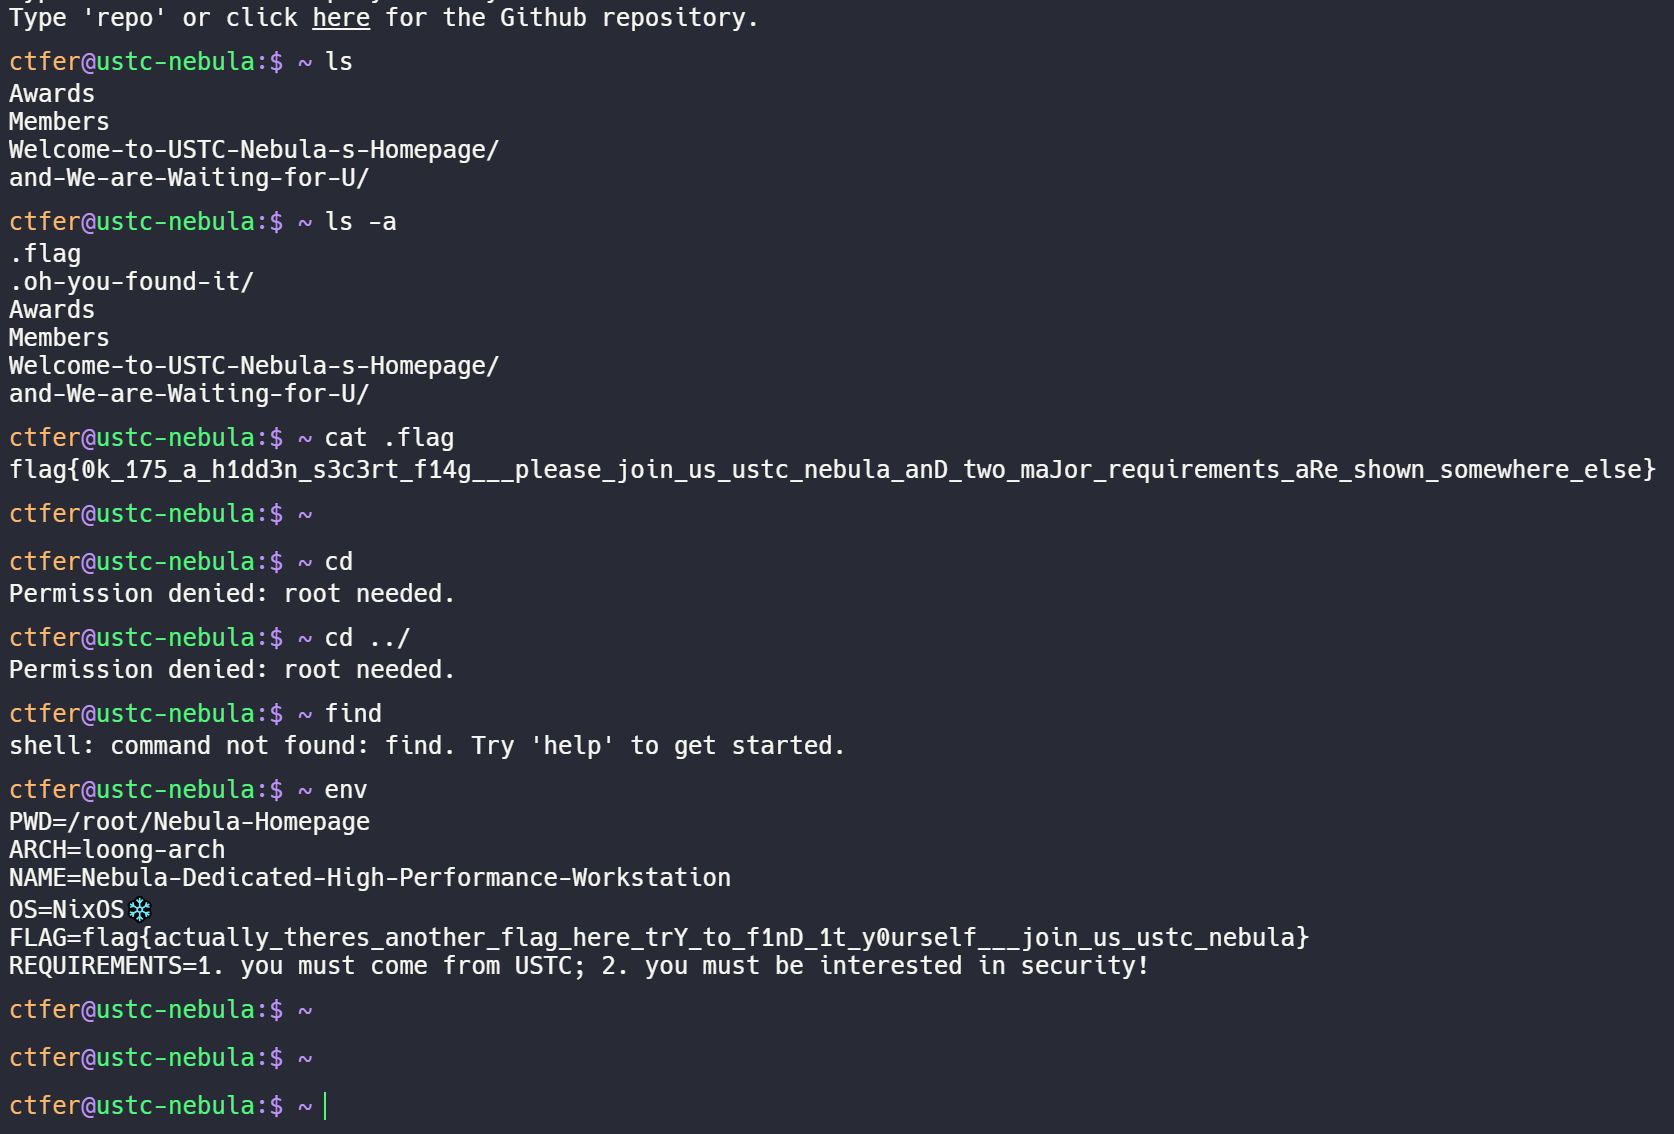 Type 'repo' or click here for the Github repository.
ctfer@ustc-nebula:$ ~ ls
Awards
Members
Welcome-to-USTC-Nebula-s-Homepage/
and-We-are-Waiting-for-U/
ctfer@ustc-nebula:$ ~ ls -a
.flag
.oh-you-found-it/
Awards
Members
Welcome-to-USTC-Nebula-s-Homepage/
and-We-are-Waiting-for-U/
ctfer@ustc-nebula:$ ~ cat .flag
flag{0k_175_a_h1dd3n_s3c3rt_f14g___please_join_us_ustc_nebula_anD_two_maJor_requirements_aRe_shown_somewhere_else}
ctfer@ustc-nebula:$ ~
ctfer@ustc-nebula:$ ~ cd
Permission denied: root needed.
ctfer@ustc-nebula:$ ~ cd ../
Permission denied: root needed.
ctfer@ustc-nebula:$ ~ find
shell: command not found: find. Try 'help' to get started.
ctfer@ustc-nebula:$ ~ env
PWD=/root/Nebula-Homepage
ARCH=loong-arch
NAME=Nebula-Dedicated-High-Performance-Workstation
OS=NixOS❄️
FLAG=flag{actually_theres_another_flag_here_trY_to_f1nD_1t_y0urself___join_us_ustc_nebula}
REQUIREMENTS=1. you must come from USTC; 2. you must be interested in security!
ctfer@ustc-nebula:$ ~
ctfer@ustc-nebula:$ ~
ctfer@ustc-nebula:$ ~